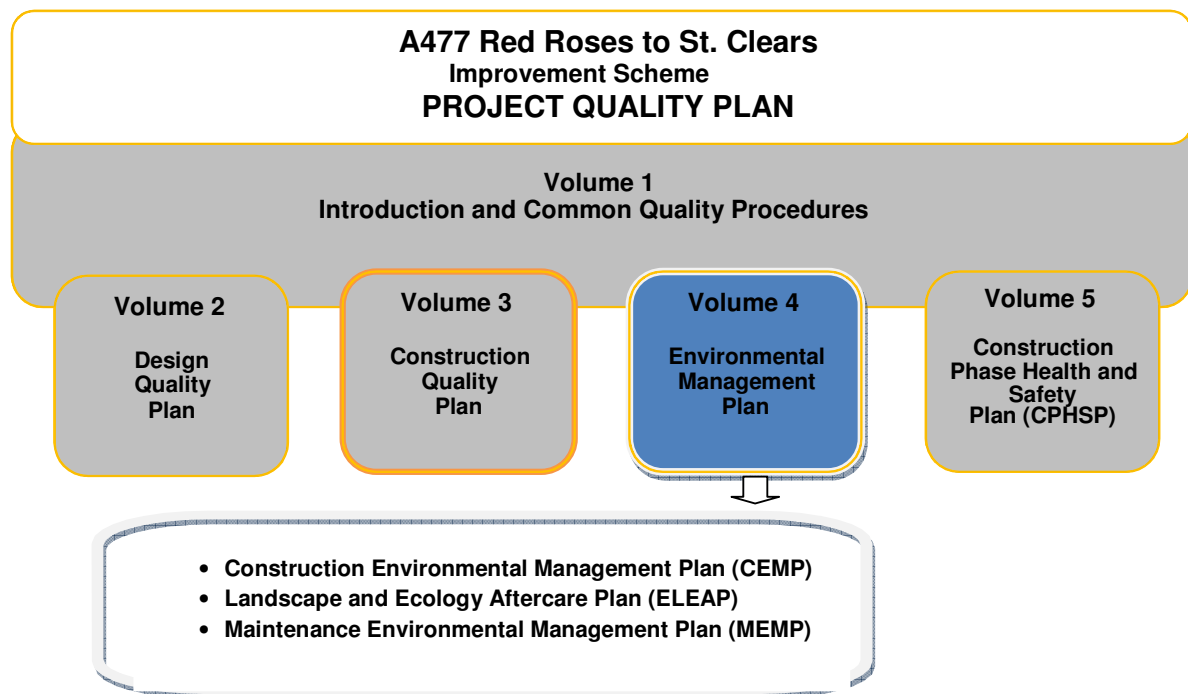 A477 Red Roses to St. Clears
Improvement Scheme
PROJECT QUALITY PLAN
Volume 1
Introduction and Common Quality Procedures
Volume 2
Design
Quality
Plan
Volume 3
Construction
Quality
Plan
Volume 4
Environmental
Management
Plan
Volume 5
Construction
Phase Health and
Safety
Plan (CPHSP)
• Construction Environmental Management Plan (CEMP)
• Landscape and Ecology Aftercare Plan (ELEAP)
• Maintenance Environmental Management Plan (MEMP)